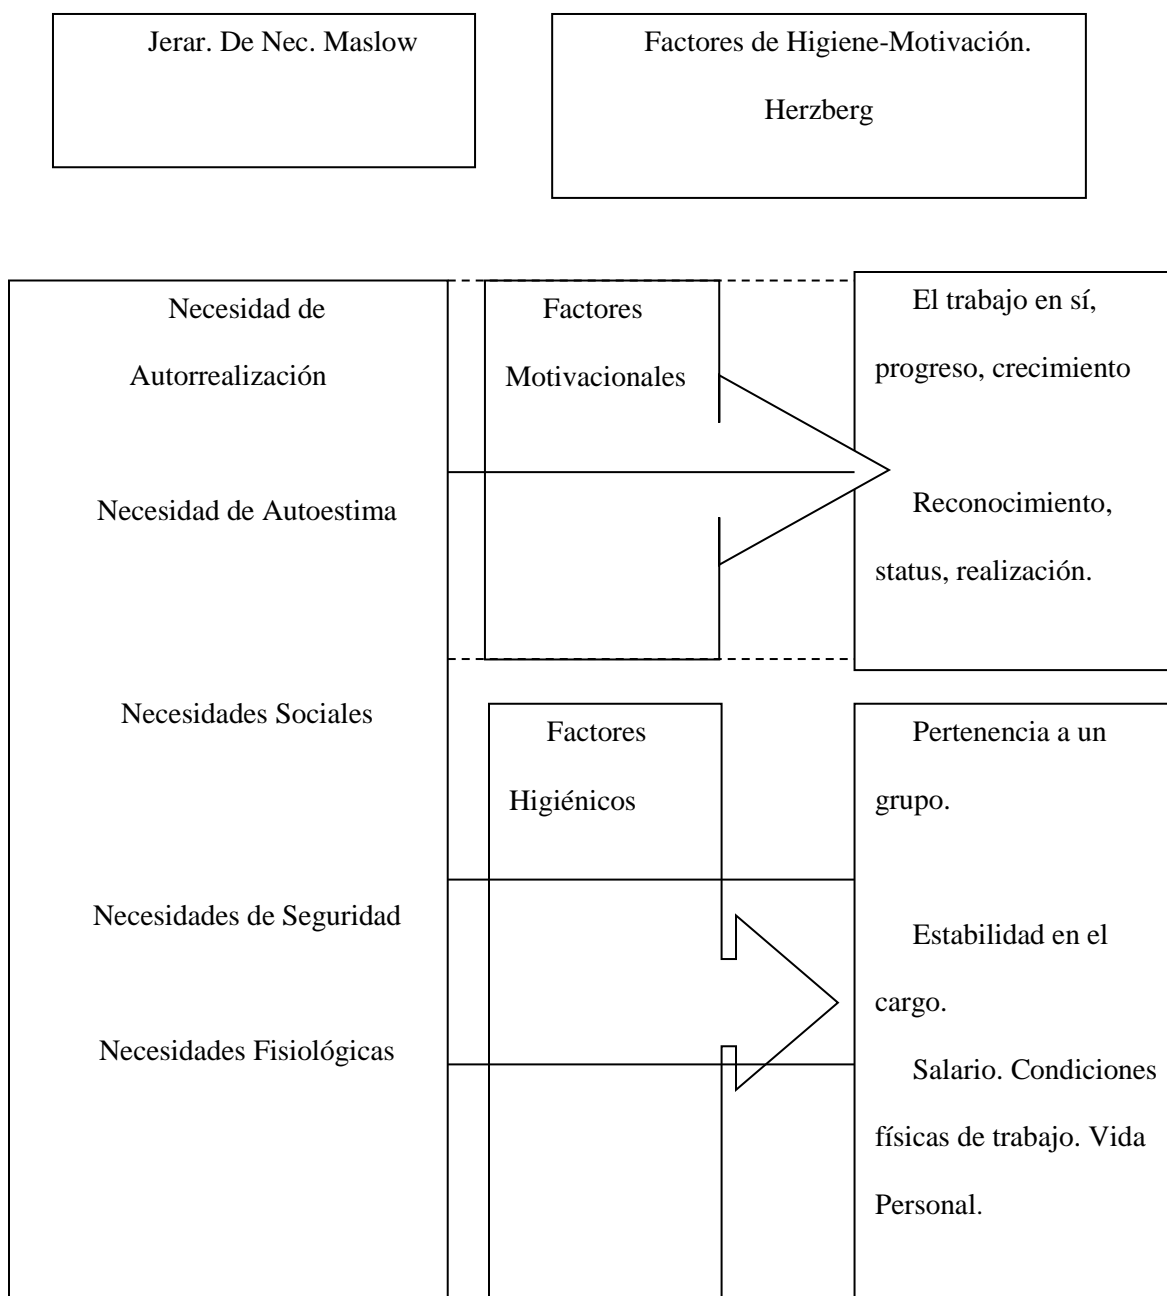 Jerar. De Nec. Maslow
Factores de Higiene-Motivación.
Herzberg
Necesidad de
Autorrealización
Necesidad de Autoestima
Necesidades Sociales
Necesidades de Seguridad
Necesidades Fisiológicas
Factores
Motivacionales
Factores
Higiénicos
El trabajo en sí,
progreso, crecimiento
Reconocimiento,
status, realización.
Pertenencia a un
grupo.
Estabilidad en el
cargo.
Salario. Condiciones
físicas de trabajo. Vida
Personal.